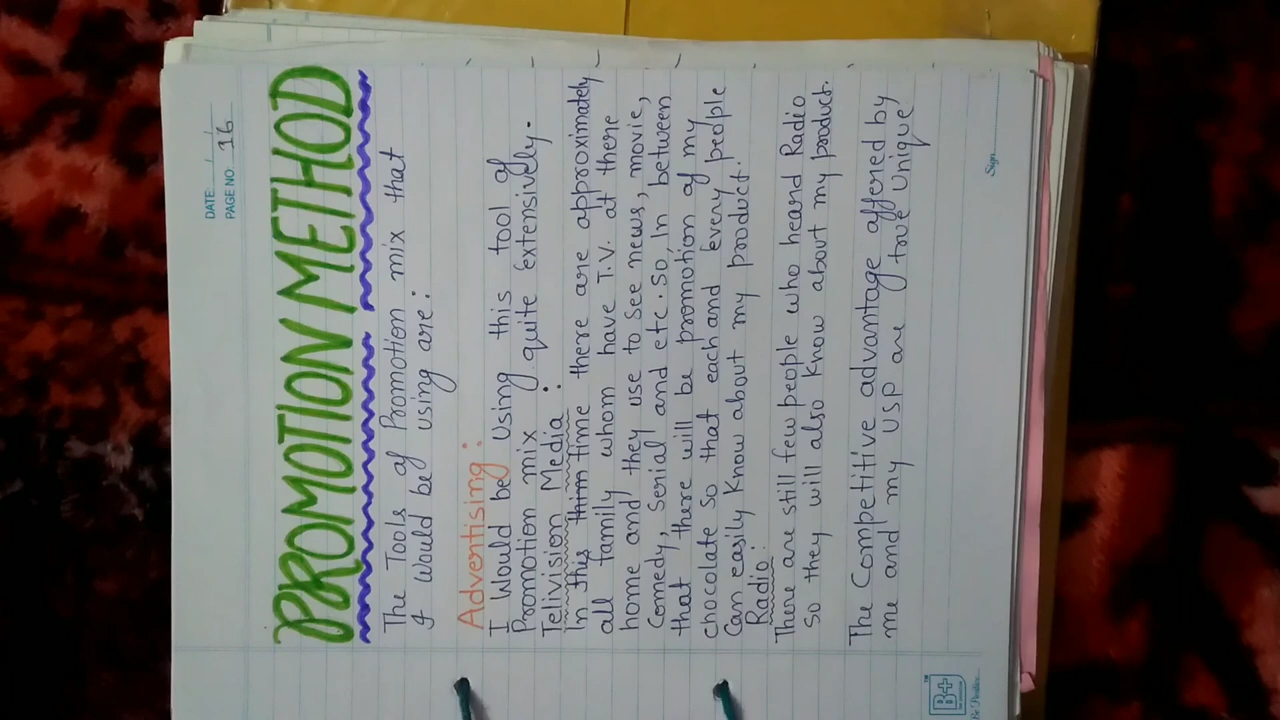 DATE: / /
PAGE NO. 16
PROMOTION METHOD
The Tools of Promotion mix that
I would be using are:
Advertising:
I Would be using this tool of
Promotion mix quite Extensively.
Telivision Media:
In this time there are approximately
all family whom have T.V. at there
home and they use to see news, movie,
Comedy, serial and etc. so, In between
that there will be promotion of my
chocolate so that each and Every people
Can easily Know about my product.
Radio:
There are still few people who heard Radio
so they will also Know about my product.
The Competitive advantage affered by
me and my USP are true Unique
Sign
B+
Be Positive